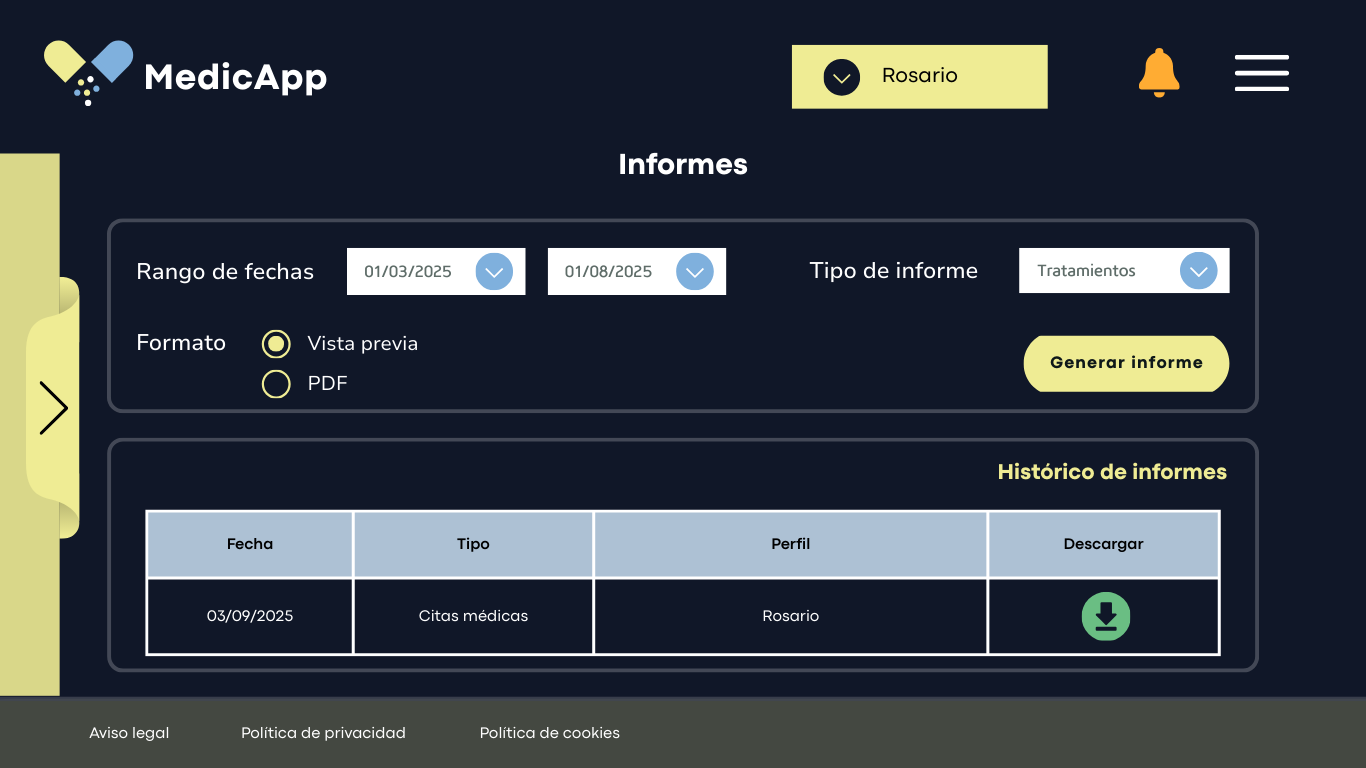 MedicApp
Rosario
Informes
Rango de fechas 01/03/2025 01/08/2025 Tipo de informe Tratamientos
Formato Vista previa
PDF
Generar informe
Histórico de informes
Fecha Tipo Perfil Descargar
03/09/2025 Citas médicas Rosario
Aviso legal Política de privacidad Política de cookies